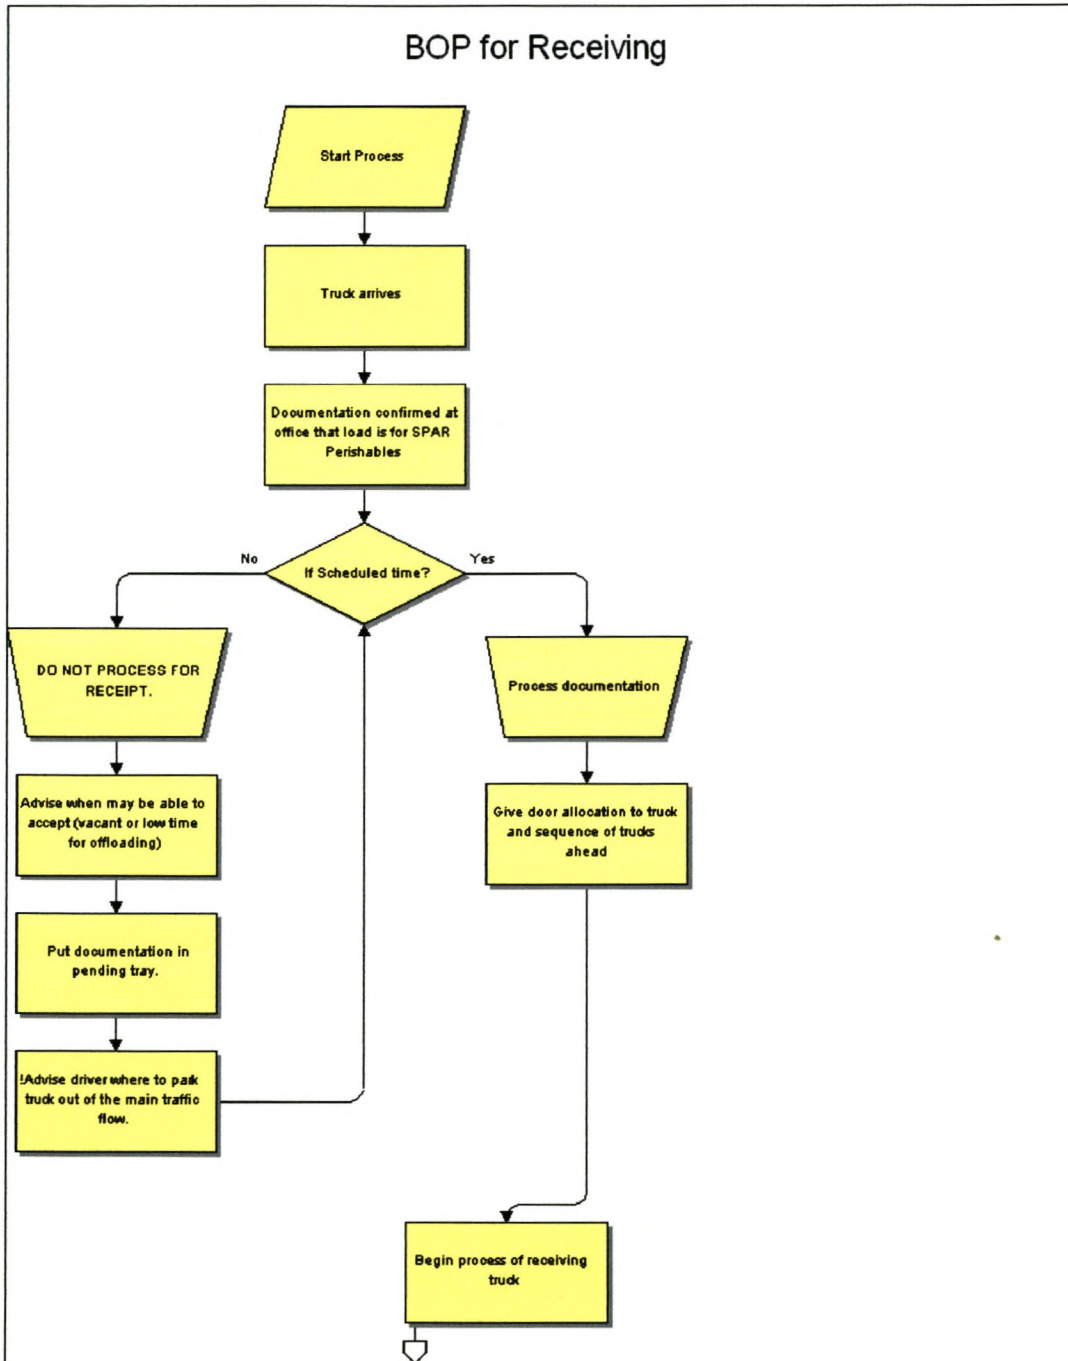 BOP for Receiving
Start Process
Truck arrives
Documentation confirmed at
office that load is for SPAR
Perishables
If Scheduled time?
No
Yes
DO NOT PROCESS FOR
RECEIPT.
Advise when may be able to
accept (vacant or low time
for offloading)
Put documentation in
pending tray.
!Advise driver where to park
truck out of the main traffic
flow.
Process documentation
Give door allocation to truck
and sequence of trucks
ahead
Begin process of receiving
truck